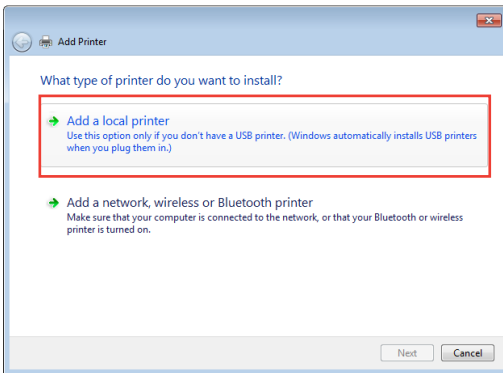 Add Printer
What type of printer do you want to install?
Add a local printer
Use this option only if you don't have a USB printer. (Windows automatically installs USB printers
when you plug them in.)
Add a network, wireless or Bluetooth printer
Make sure that your computer is connected to the network, or that your Bluetooth or wireless
printer is turned on.
Next Cancel